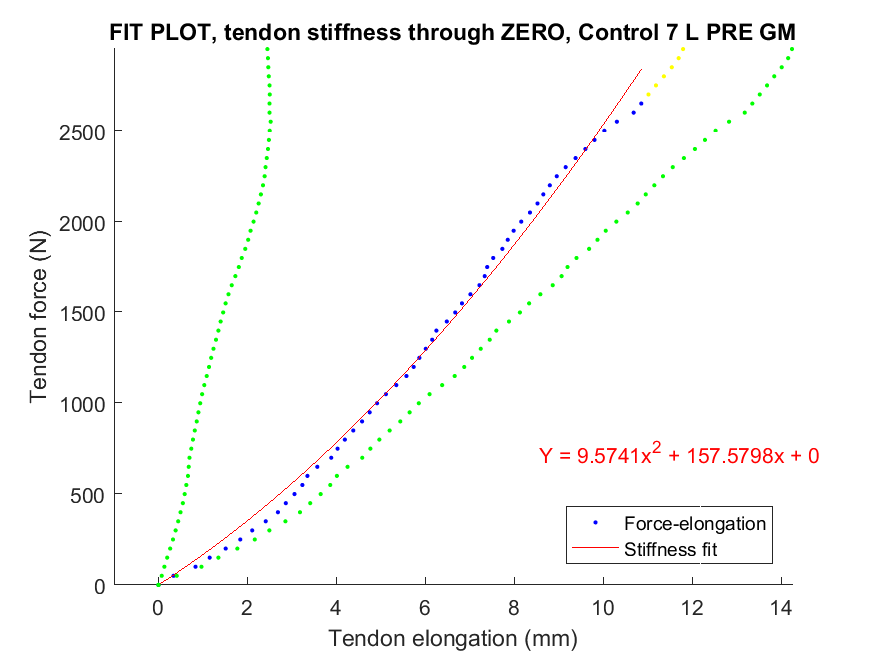 FIT PLOT, tendon stiffness through ZERO, Control 7 L PRE GM
Tendon force (N)
2500
2000
1500
1000
500
0
Y = 9.5741x² + 157.5798x + 0
Force-elongation
Stiffness fit
0 2 4 6 8 10 12 14
Tendon elongation (mm)